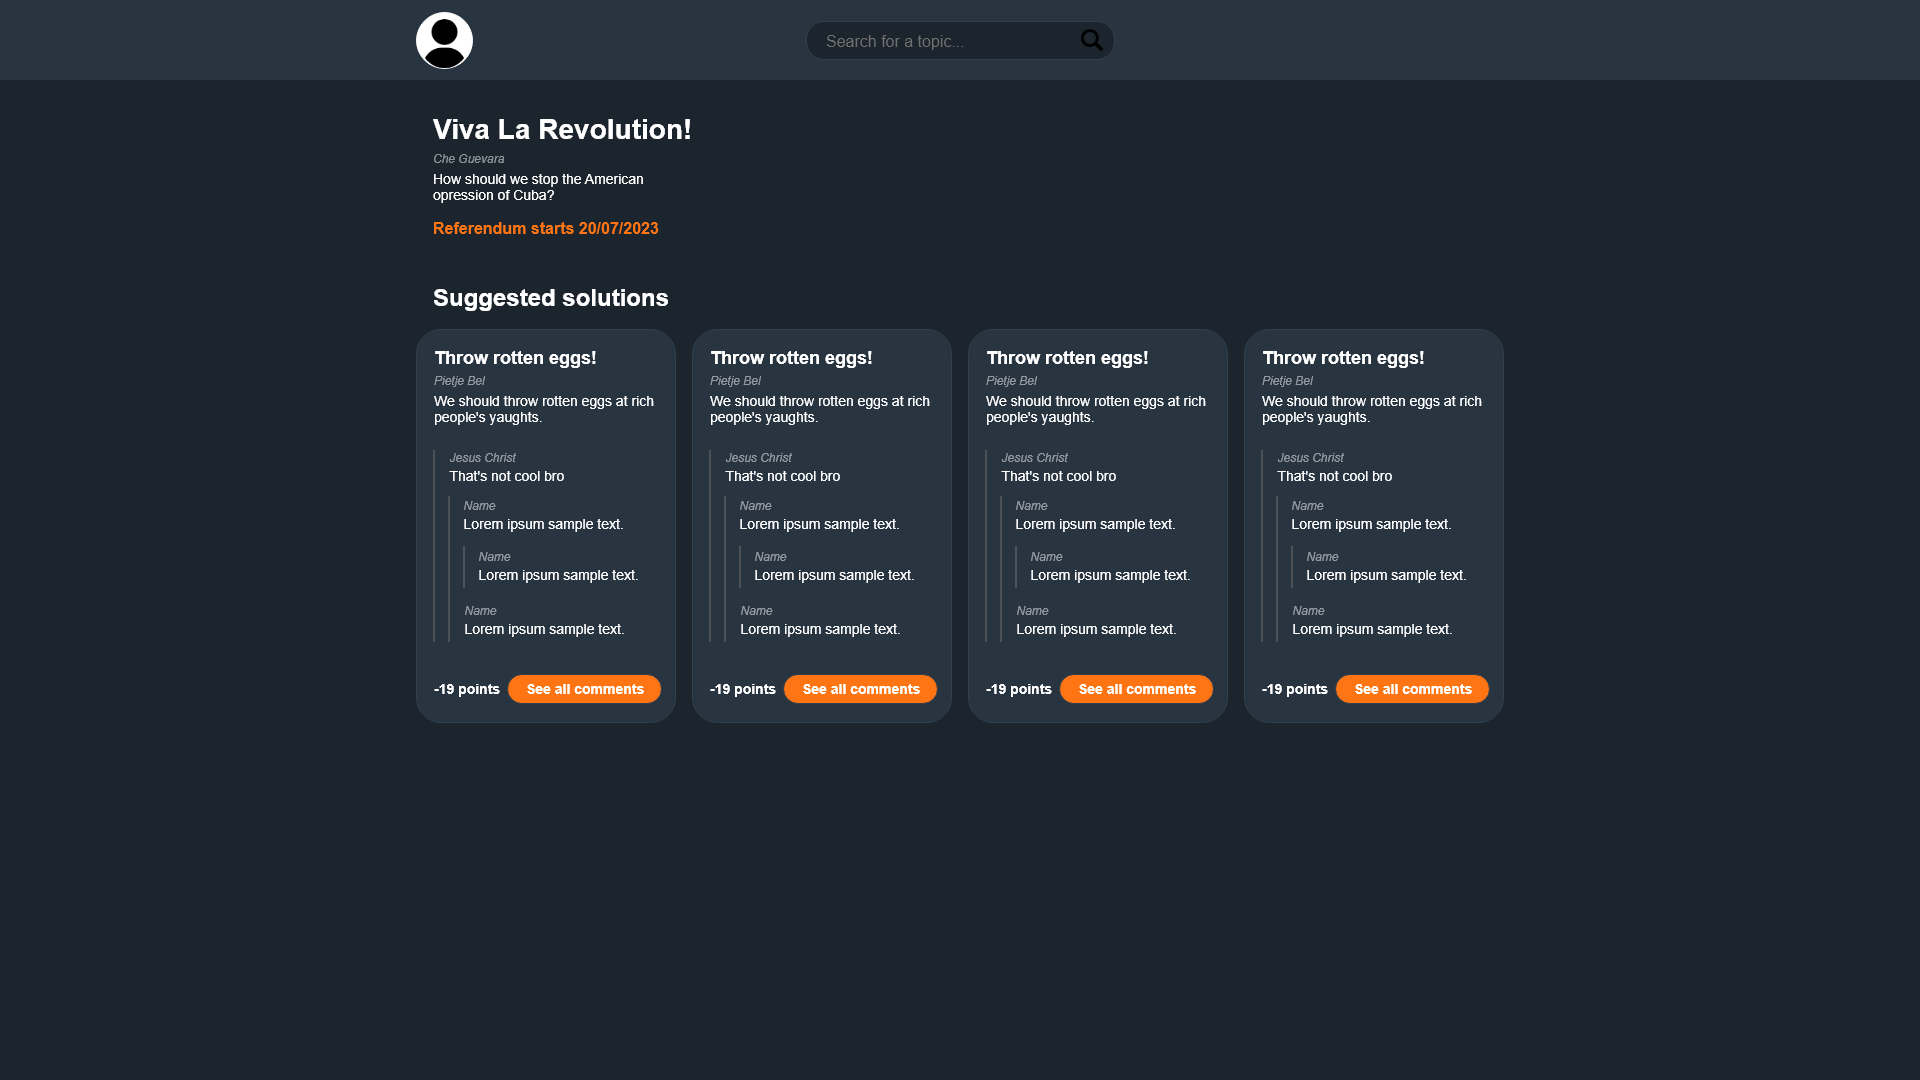 Search for a topic...
Viva La Revolution!
Che Guevara
How should we stop the American
opression of Cuba?
Referendum starts 20/07/2023
Suggested solutions
Throw rotten eggs!
Pietje Bel
We should throw rotten eggs at rich
people's yaughts.
Jesus Christ
That's not cool bro
Name
Lorem ipsum sample text.
Name
Lorem ipsum sample text.
Name
Lorem ipsum sample text.
-19 points
See all comments
Throw rotten eggs!
Pietje Bel
We should throw rotten eggs at rich
people's yaughts.
Jesus Christ
That's not cool bro
Name
Lorem ipsum sample text.
Name
Lorem ipsum sample text.
Name
Lorem ipsum sample text.
-19 points
See all comments
Throw rotten eggs!
Pietje Bel
We should throw rotten eggs at rich
people's yaughts.
Jesus Christ
That's not cool bro
Name
Lorem ipsum sample text.
Name
Lorem ipsum sample text.
Name
Lorem ipsum sample text.
-19 points
See all comments
Throw rotten eggs!
Pietje Bel
We should throw rotten eggs at rich
people's yaughts.
Jesus Christ
That's not cool bro
Name
Lorem ipsum sample text.
Name
Lorem ipsum sample text.
Name
Lorem ipsum sample text.
-19 points
See all comments